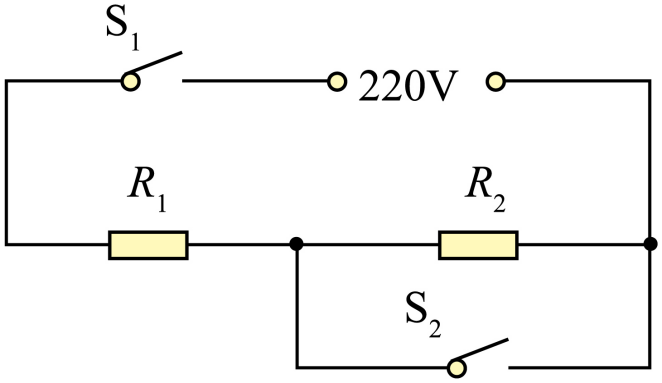 S₁
220V
R₁ R₂
S₂